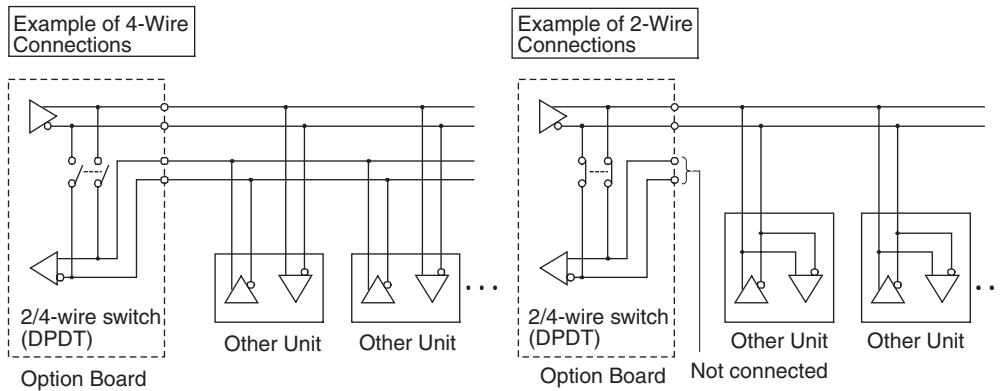 Example of 4-Wire
Connections
2/4-wire switch
(DPDT)
Option Board
Other Unit
Other Unit
Example of 2-Wire
Connections
2/4-wire switch
(DPDT)
Option Board
Not connected
Other Unit
Other Unit